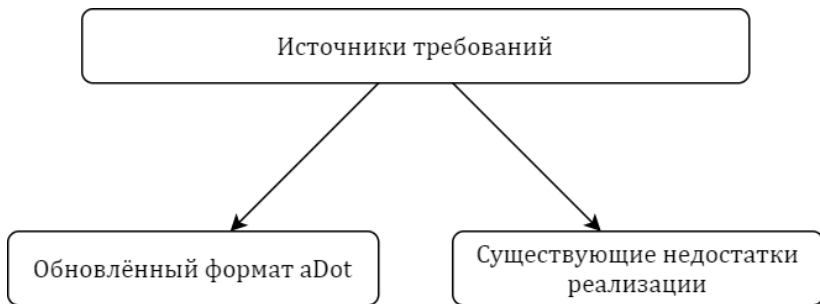 Источники требований
Обновлённый формат aDot
Существующие недостатки
реализации